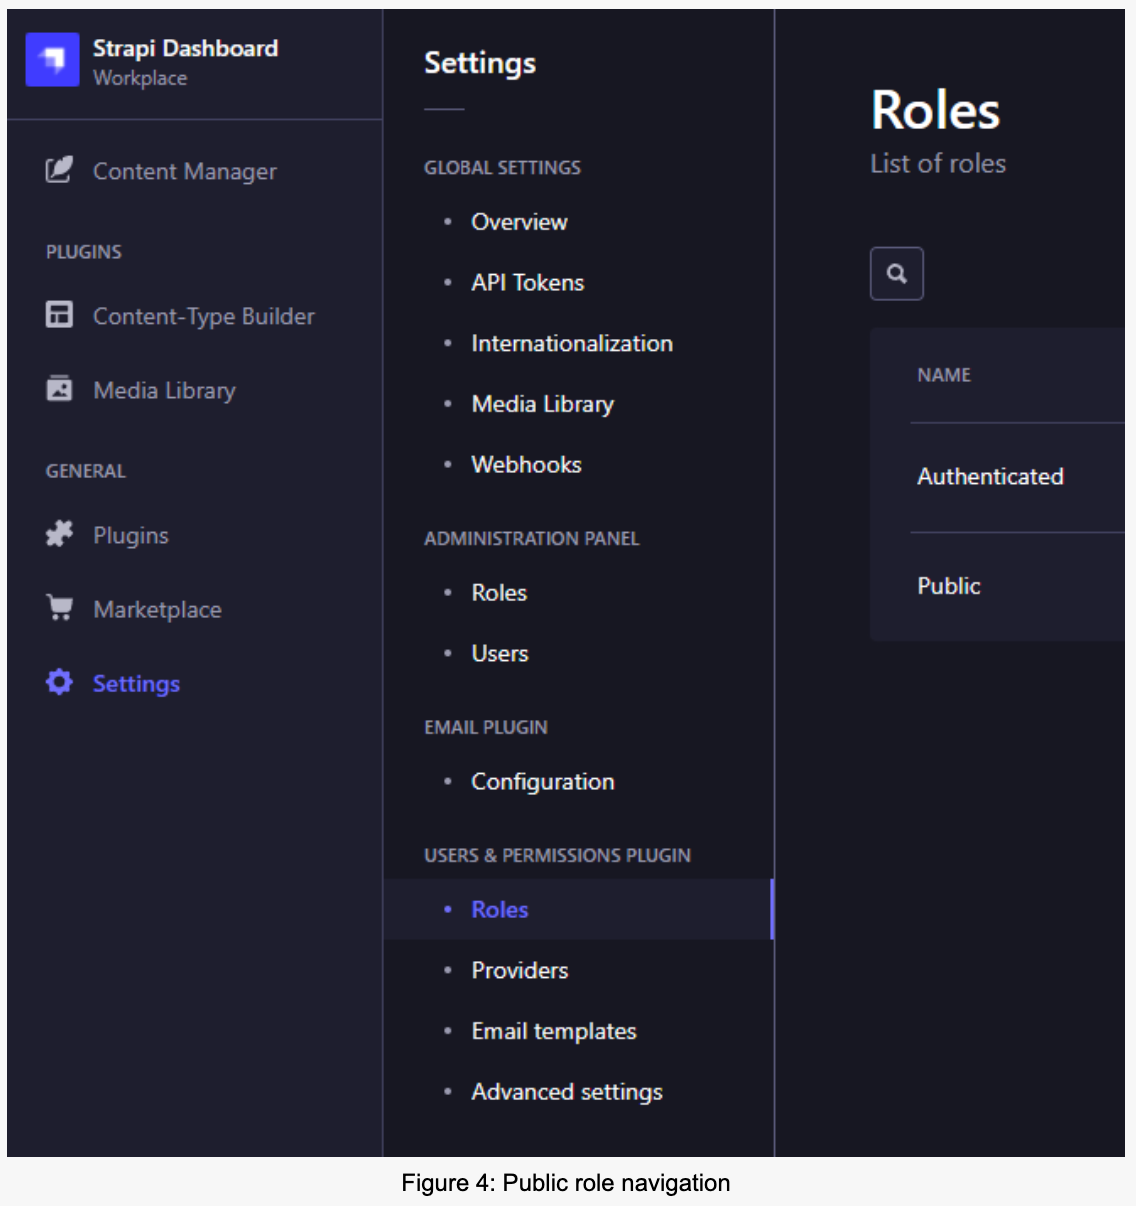 Strapi Dashboard
Workplace
Content Manager
PLUGINS
Content-Type Builder
Media Library
GENERAL
Plugins
Marketplace
Settings
Settings
GLOBAL SETTINGS
Overview
API Tokens
Internationalization
Media Library
Webhooks
ADMINISTRATION PANEL
Roles
Users
EMAIL PLUGIN
Configuration
USERS & PERMISSIONS PLUGIN
Roles
Providers
Email templates
Advanced settings
Roles
List of roles
NAME
Authenticated
Public
Figure 4: Public role navigation